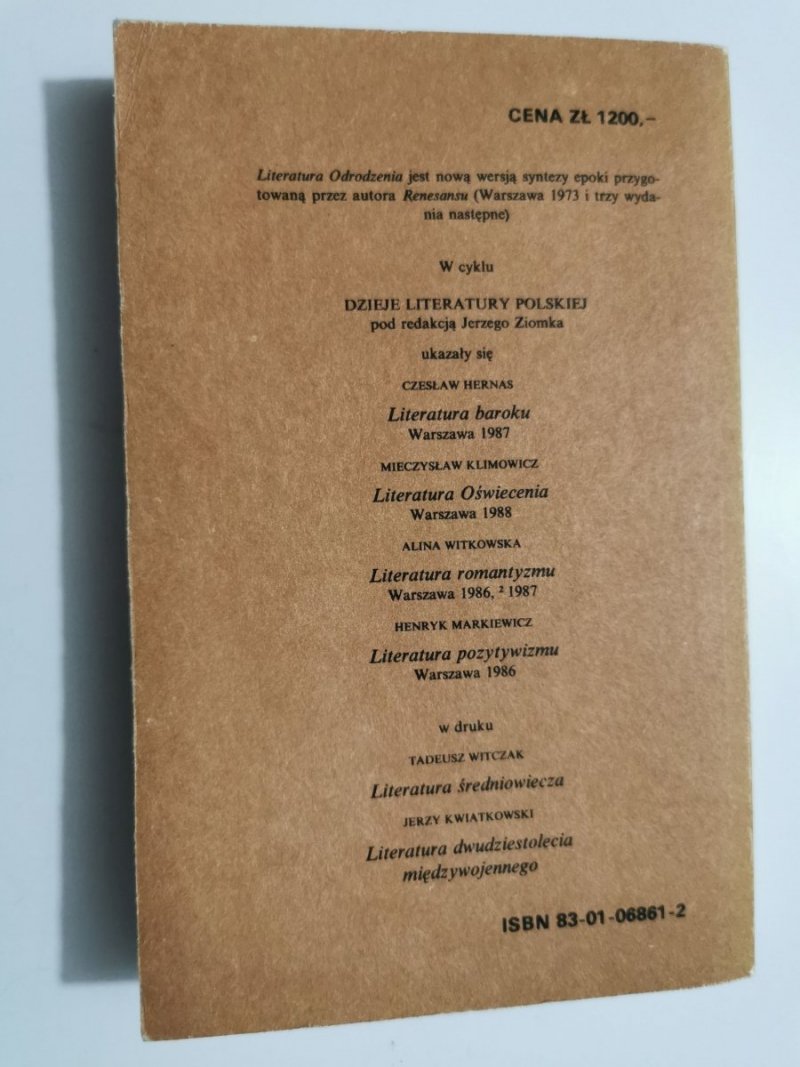 CENA ZŁ 1200,–
Literatura Odrodzenia jest nową wersją syntezy epoki przygo-
towaną przez autora Renesansu (Warszawa 1973 i trzy wyda-
nia następne)
W cyklu
DZIEJE LITERATURY POLSKIEJ
pod redakcją Jerzego Ziomka
ukazały się
CZESŁAW HERNAS
Literatura baroku
Warszawa 1987
MIECZYSŁAW KLIMOWICZ
Literatura Oświecenia
Warszawa 1988
ALINA WITKOWSKA
Literatura romantyzmu
Warszawa 1986, ² 1987
HENRYK MARKIEWICZ
Literatura pozytywizmu
Warszawa 1986
w druku
TADEUSZ WITCZAK
Literatura średniowiecza
JERZY KWIATKOWSKI
Literatura dwudziestolecia
międzywojennego
ISBN 83-01-06861-2